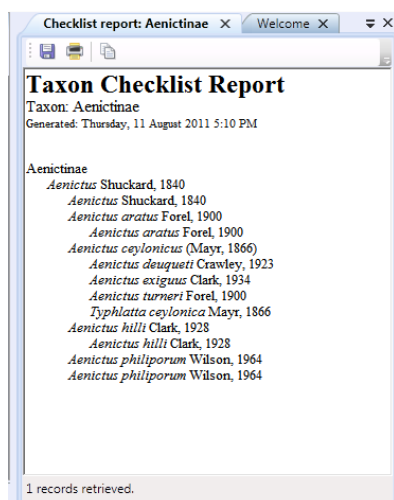 Checklist report: Aenictinae X Welcome X
Taxon Checklist Report
Taxon: Aenictinae
Generated: Thursday, 11 August 2011 5:10 PM
Aenictinae
Aenictus Shuckard, 1840
Aenictus Shuckard, 1840
Aenictus aratus Forel, 1900
Aenictus aratus Forel, 1900
Aenictus ceylonicus (Mayr, 1866)
Aenictus deuqueti Crawley, 1923
Aenictus exiguus Clark, 1934
Aenictus turneri Forel, 1900
Typhlatta ceylonica Mayr, 1866
Aenictus hilli Clark, 1928
Aenictus hilli Clark, 1928
Aenictus philiporum Wilson, 1964
Aenictus philiporum Wilson, 1964
1 records retrieved.